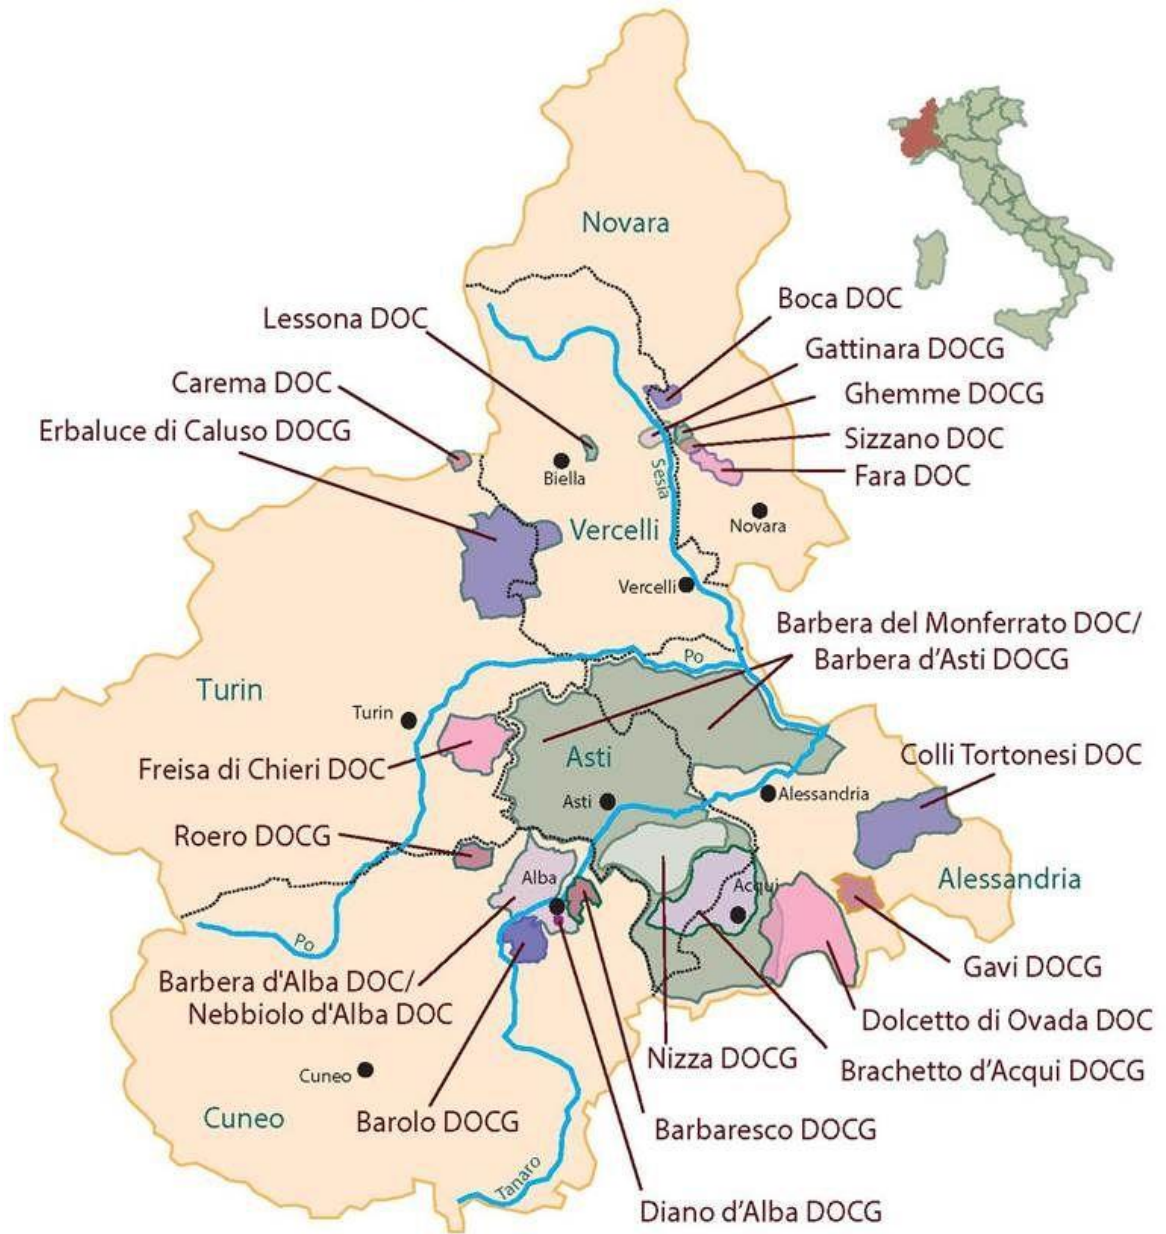 Novara
Boca DOC
Lessona DOC
Gattinara DOCG
Carema DOC
Ghemme DOCG
Erbaluce di Caluso DOCG
Sizzano DOC
Fara DOC
Sesia
Biella
Novara
Vercelli
Vercelli
Barbera del Monferrato DOC/
Barbera d'Asti DOCG
Po
Turin
Turin
Asti
Colli Tortonesi DOC
Freisa di Chieri DOC
Asti
Alessandria
Roero DOCG
Alba
Acqui
Alessandria
Po
Gavi DOCG
Barbera d'Alba DOC/
Nebbiolo d'Alba DOC
Dolcetto di Ovada DOC
Nizza DOCG
Brachetto d'Acqui DOCG
Cuneo
Cuneo
Barolo DOCG
Barbaresco DOCG
Tanaro
Diano d'Alba DOCG